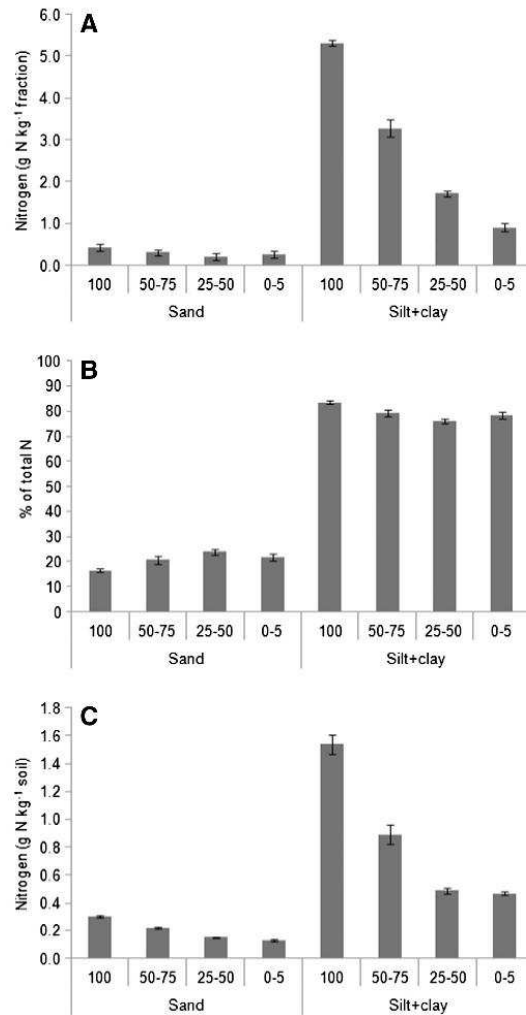 A
Nitrogen (g N kg⁻¹ fraction)
6.0
5.0
4.0
3.0
2.0
1.0
0.0
100 50-75 25-50 0-5 100 50-75 25-50 0-5
Sand Silt+clay
B
% of total N
100
90
80
70
60
50
40
30
20
10
0
100 50-75 25-50 0-5 100 50-75 25-50 0-5
Sand Silt+clay
C
Nitrogen (g N kg⁻¹ soil)
1.8
1.6
1.4
1.2
1.0
0.8
0.6
0.4
0.2
0.0
100 50-75 25-50 0-5 100 50-75 25-50 0-5
Sand Silt+clay